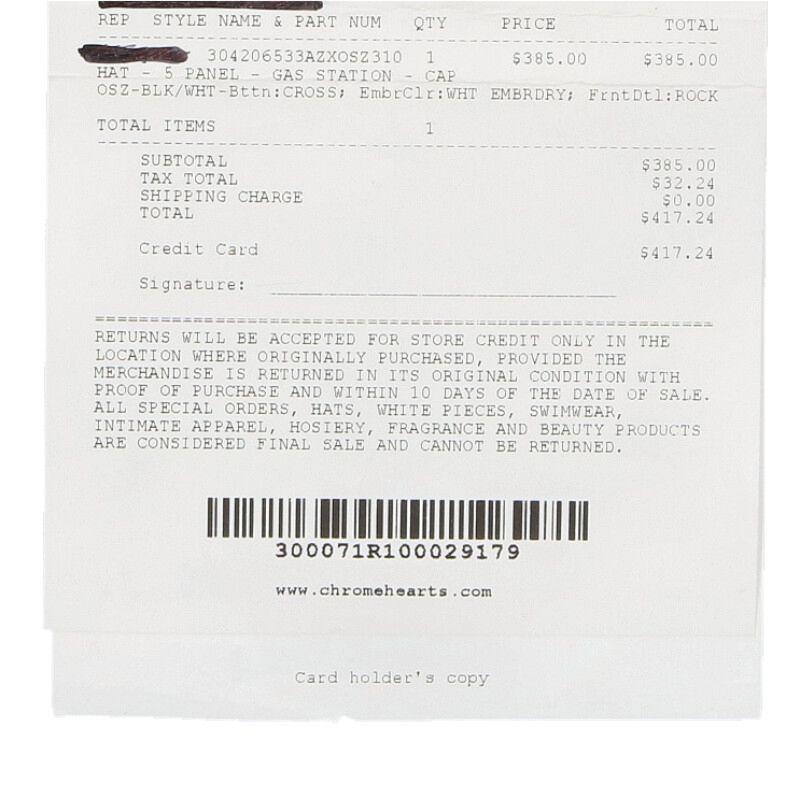 REP STYLE NAME & PART NUM QTY PRICE TOTAL
304206533AZXOSZ310 1 $385.00 $385.00
HAT - 5 PANEL - GAS STATION - CAP
OSZ-BLK/WHT-Bttn:CROSS; EmbrClr:WHT EMBRDRY; FrntDtl:ROCK
TOTAL ITEMS 1
SUBTOTAL $385.00
TAX TOTAL $32.24
SHIPPING CHARGE $0.00
TOTAL $417.24
Credit Card $417.24
Signature:
RETURNS WILL BE ACCEPTED FOR STORE CREDIT ONLY IN THE
LOCATION WHERE ORIGINALLY PURCHASED, PROVIDED THE
MERCHANDISE IS RETURNED IN ITS ORIGINAL CONDITION WITH
PROOF OF PURCHASE AND WITHIN 10 DAYS OF THE DATE OF SALE.
ALL SPECIAL ORDERS, HATS, WHITE PIECES, SWIMWEAR,
INTIMATE APPAREL, HOSIERY, FRAGRANCE AND BEAUTY PRODUCTS
ARE CONSIDERED FINAL SALE AND CANNOT BE RETURNED.
300071R100029179
www.chromehearts.com
Card holder's copy